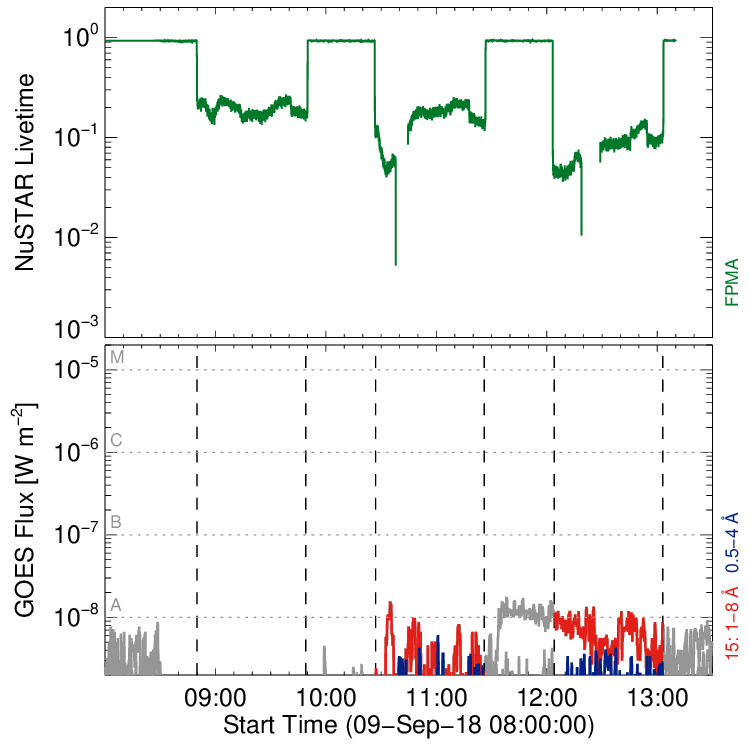 10⁰
10⁻¹
10⁻²
10⁻³
NuSTAR Livetime
FPMA
M
C
B
A
10⁻⁵
10⁻⁶
10⁻⁷
10⁻⁸
GOES Flux [W m⁻²]
15: 1−8 Å 0.5−4 Å
09:00 10:00 11:00 12:00 13:00
Start Time (09−Sep−18 08:00:00)